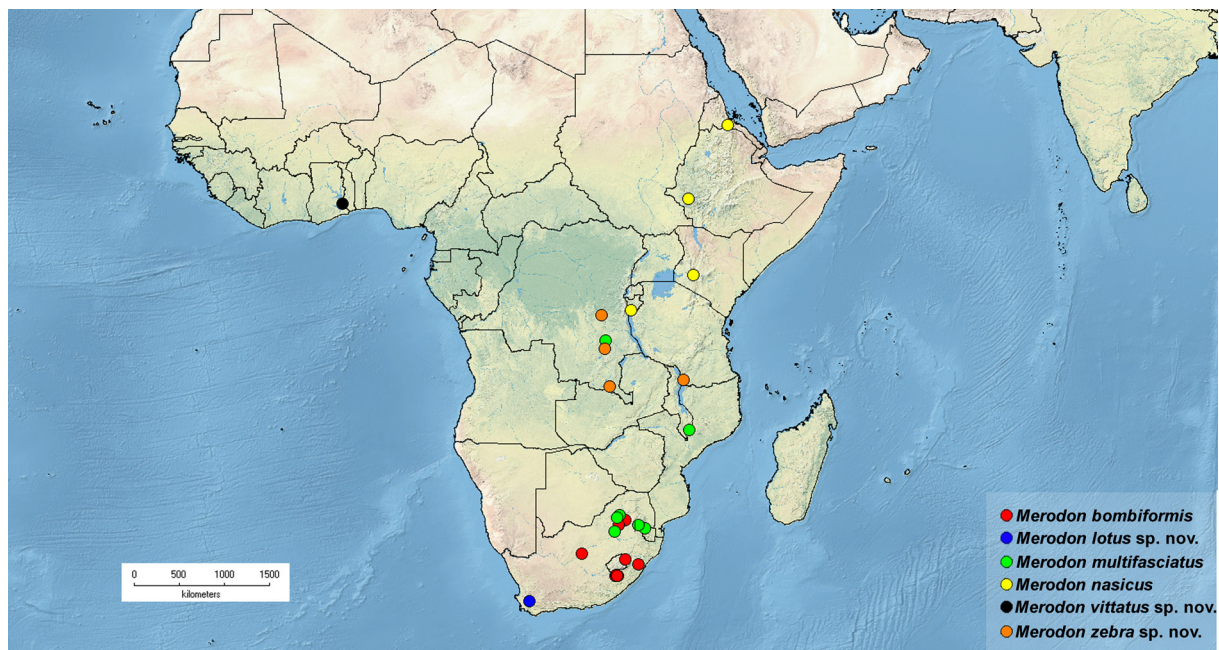 0 500 1000 1500
kilometers
Merodon bombiformis
Merodon lotus sp. nov.
Merodon multifasciatus
Merodon nasicus
Merodon vittatus sp. nov.
Merodon zebra sp. nov.